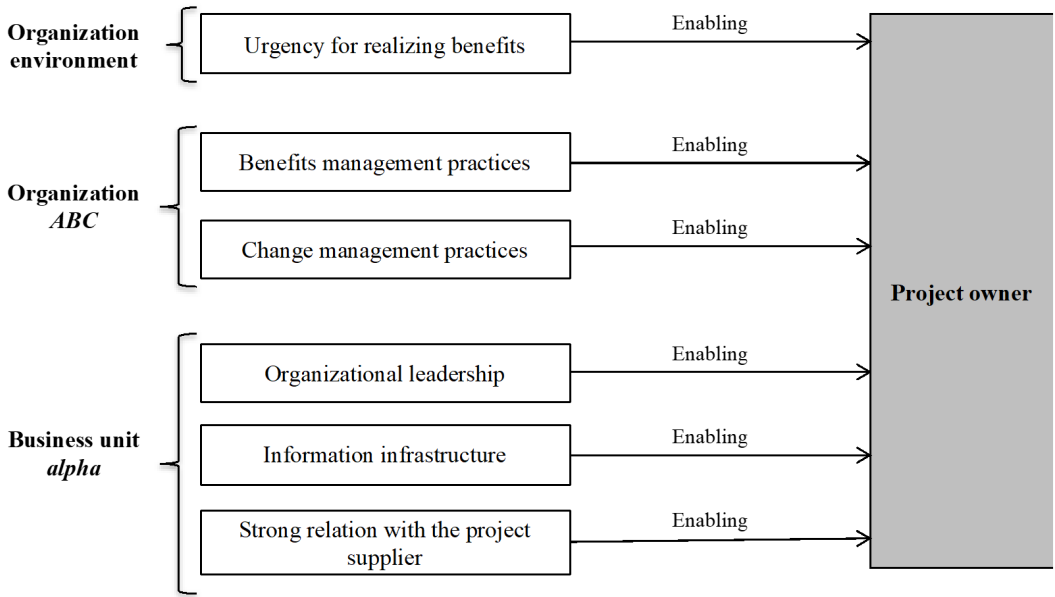 Organization
environment
Urgency for realizing benefits
Enabling
Organization
ABC
Benefits management practices
Enabling
Change management practices
Enabling
Project owner
Business unit
alpha
Organizational leadership
Enabling
Information infrastructure
Enabling
Strong relation with the project
supplier
Enabling